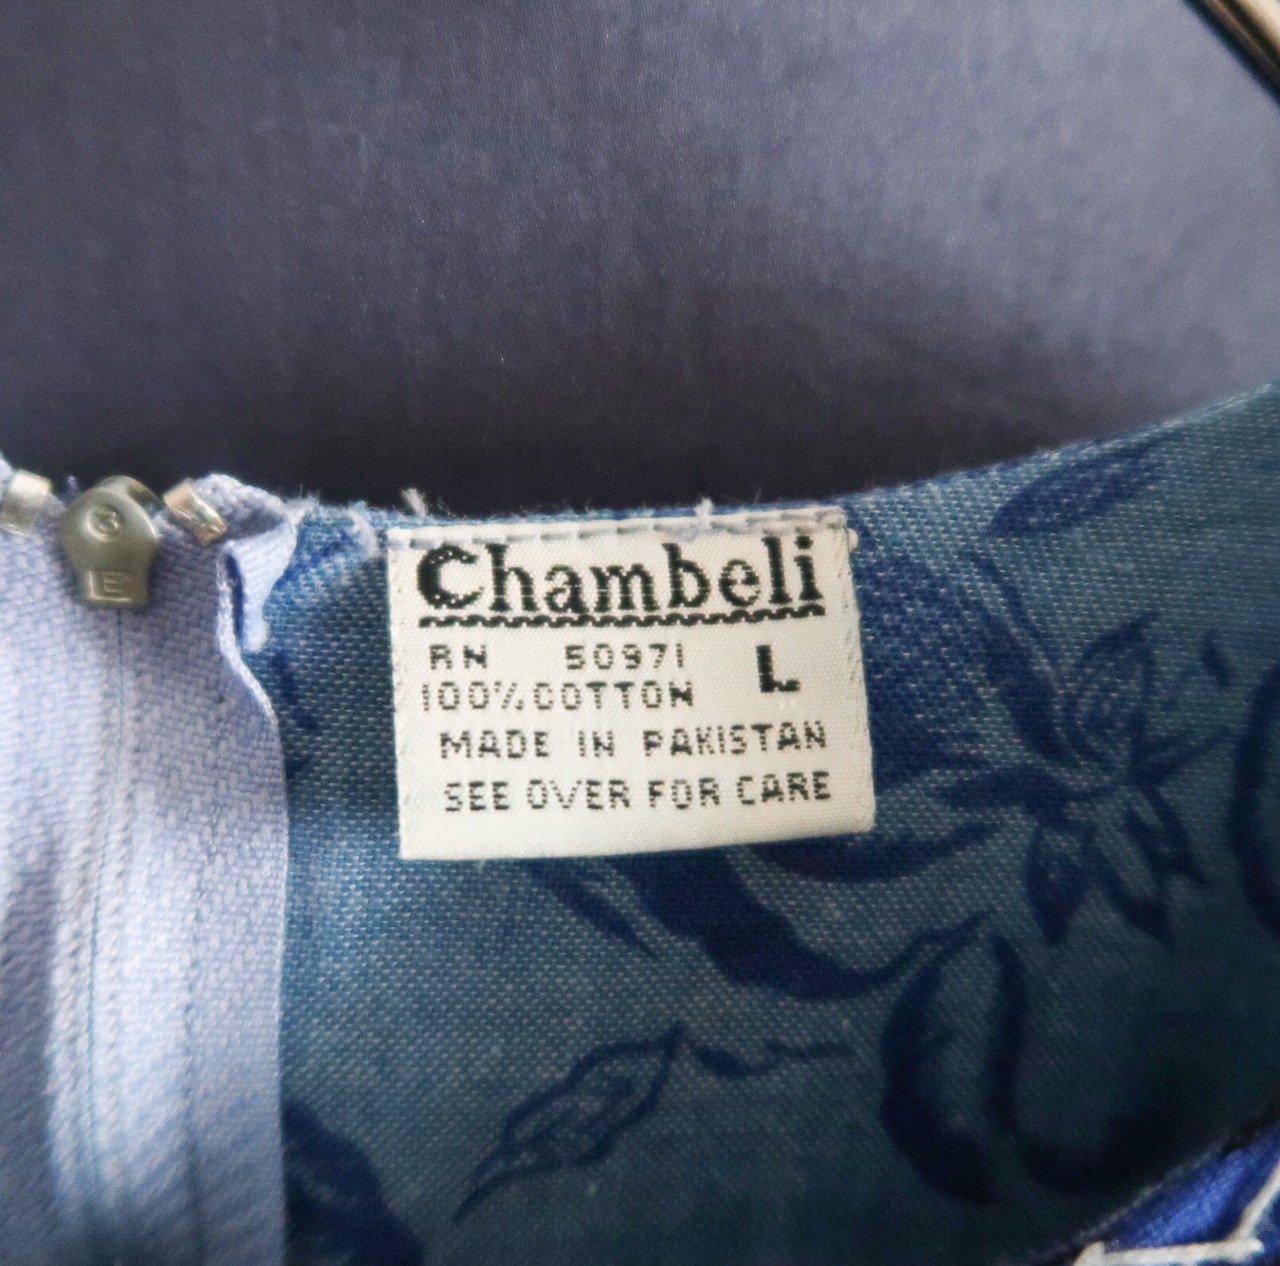 Chambeli
RN 50971 L
100% COTTON
MADE IN PAKISTAN
SEE OVER FOR CARE